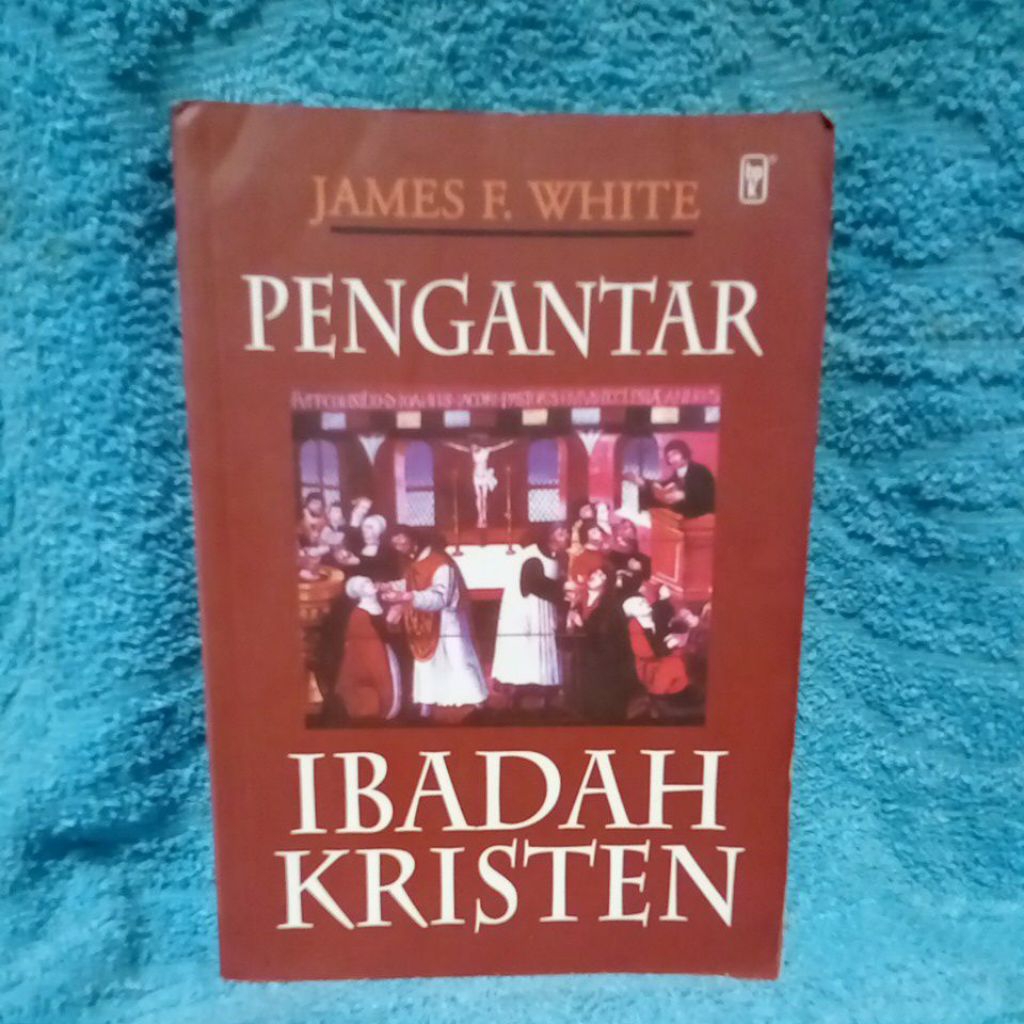 JAMES F. WHITE
PENGANTAR
IBADAH
KRISTEN